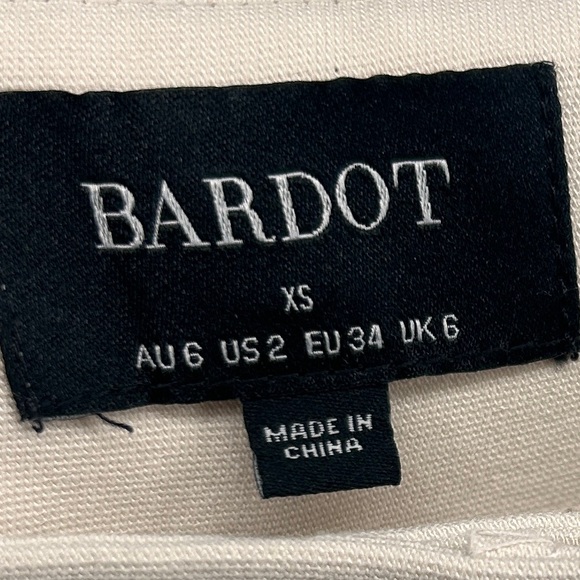 BARDOT
XS
AU 6 US 2 EU 34 UK 6
MADE IN
CHINA